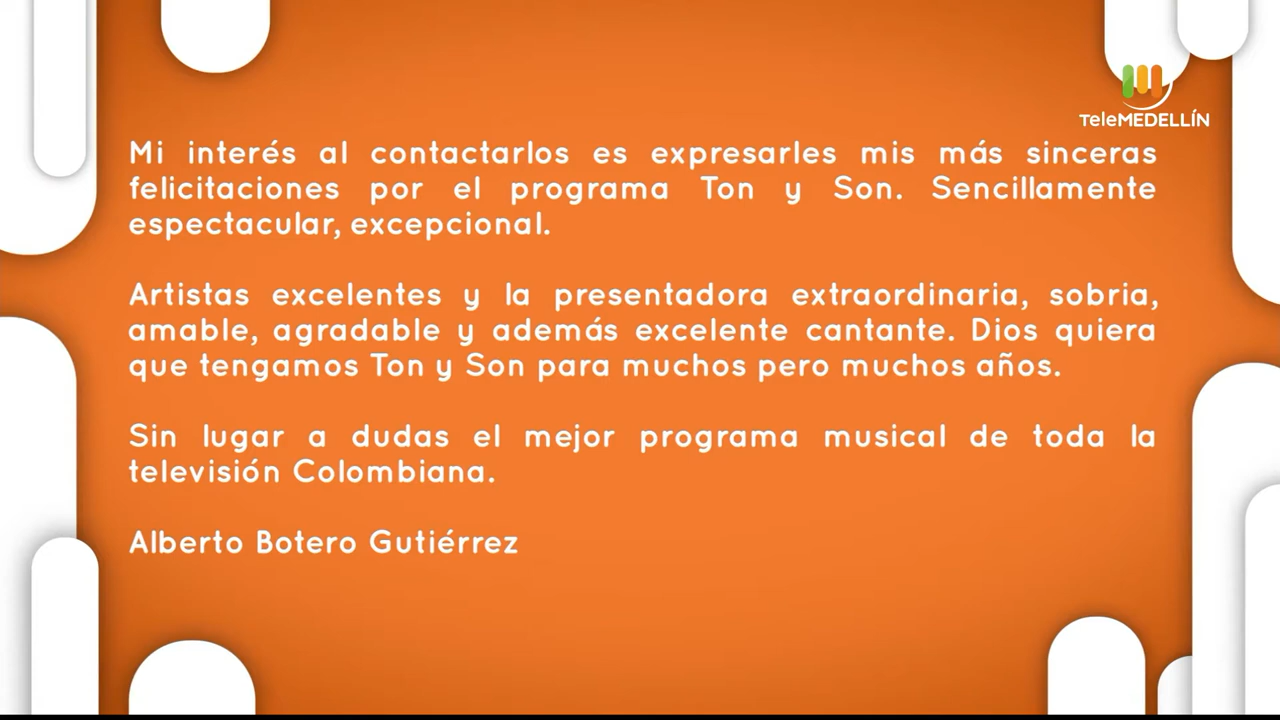 TeleMEDELLÍN
Mi interés al contactarlos es expresarles mis más sinceras
felicitaciones por el programa Ton y Son. Sencillamente
espectacular, excepcional.
Artistas excelentes y la presentadora extraordinaria, sobria,
amable, agradable y además excelente cantante. Dios quiera
que tengamos Ton y Son para muchos pero muchos años.
Sin lugar a dudas el mejor programa musical de toda la
televisión Colombiana.
Alberto Botero Gutiérrez